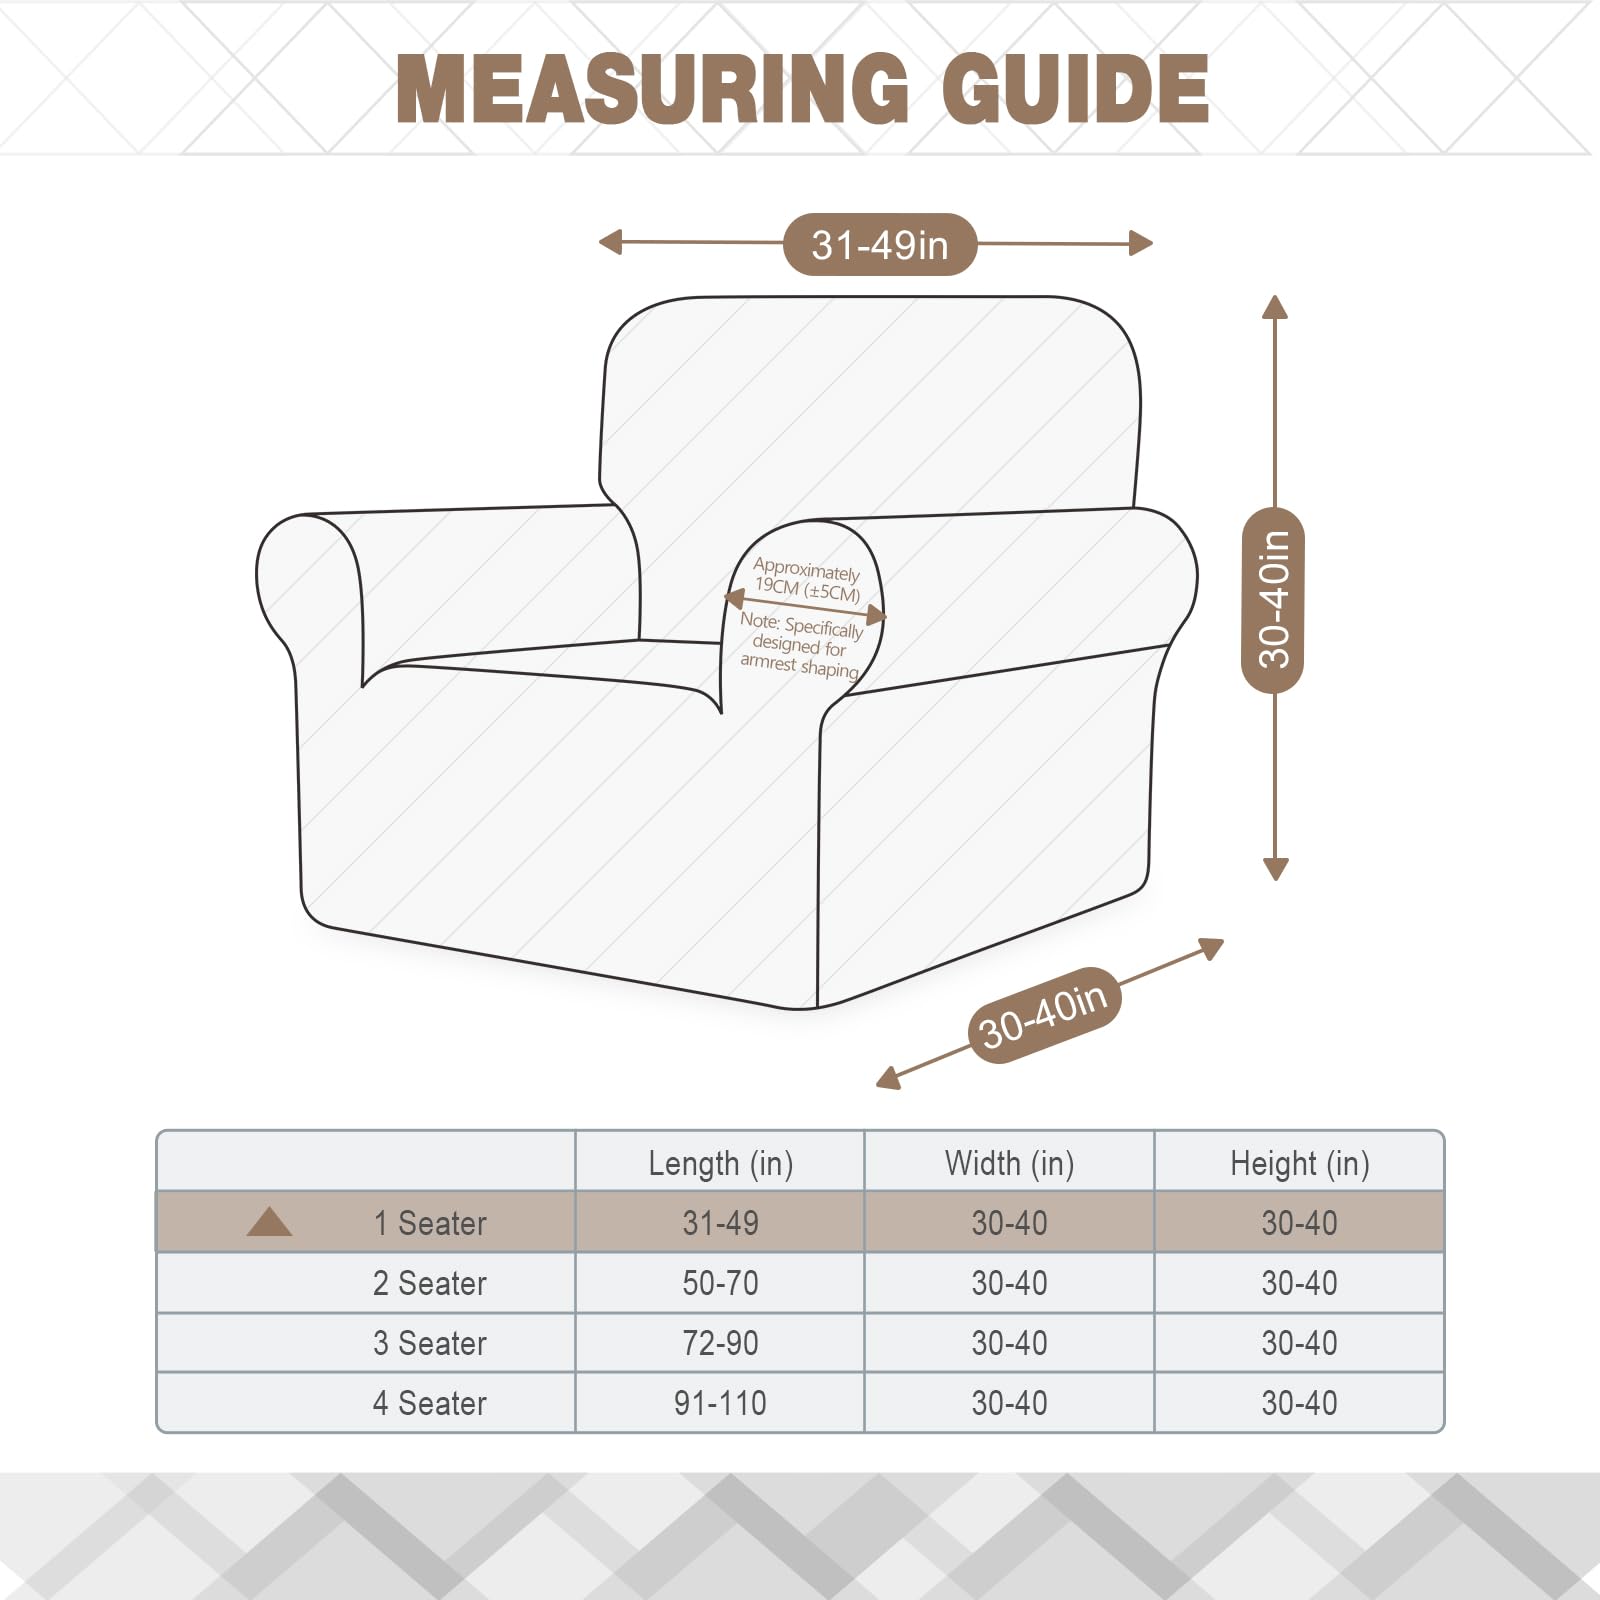 MEASURING GUIDE
31-49in
30-40in
Approximately
19CM (±5CM)
Note: Specifically
designed for
armrest shaping
30-40in
Length (in) Width (in) Height (in)
1 Seater 31-49 30-40 30-40
2 Seater 50-70 30-40 30-40
3 Seater 72-90 30-40 30-40
4 Seater 91-110 30-40 30-40